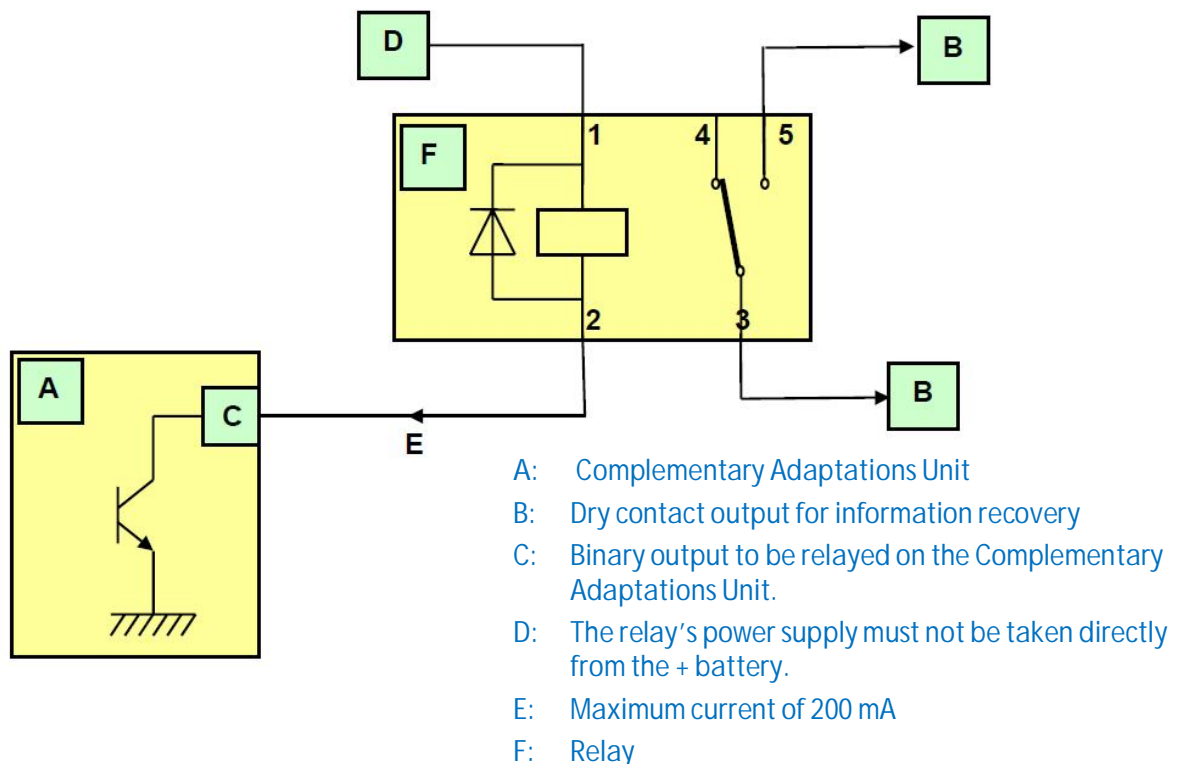 D
B
F
1
4
5
2
3
A
C
B
E
A: Complementary Adaptations Unit
B: Dry contact output for information recovery
C: Binary output to be relayed on the Complementary
Adaptations Unit.
D: The relay's power supply must not be taken directly
from the + battery.
E: Maximum current of 200 mA
F: Relay